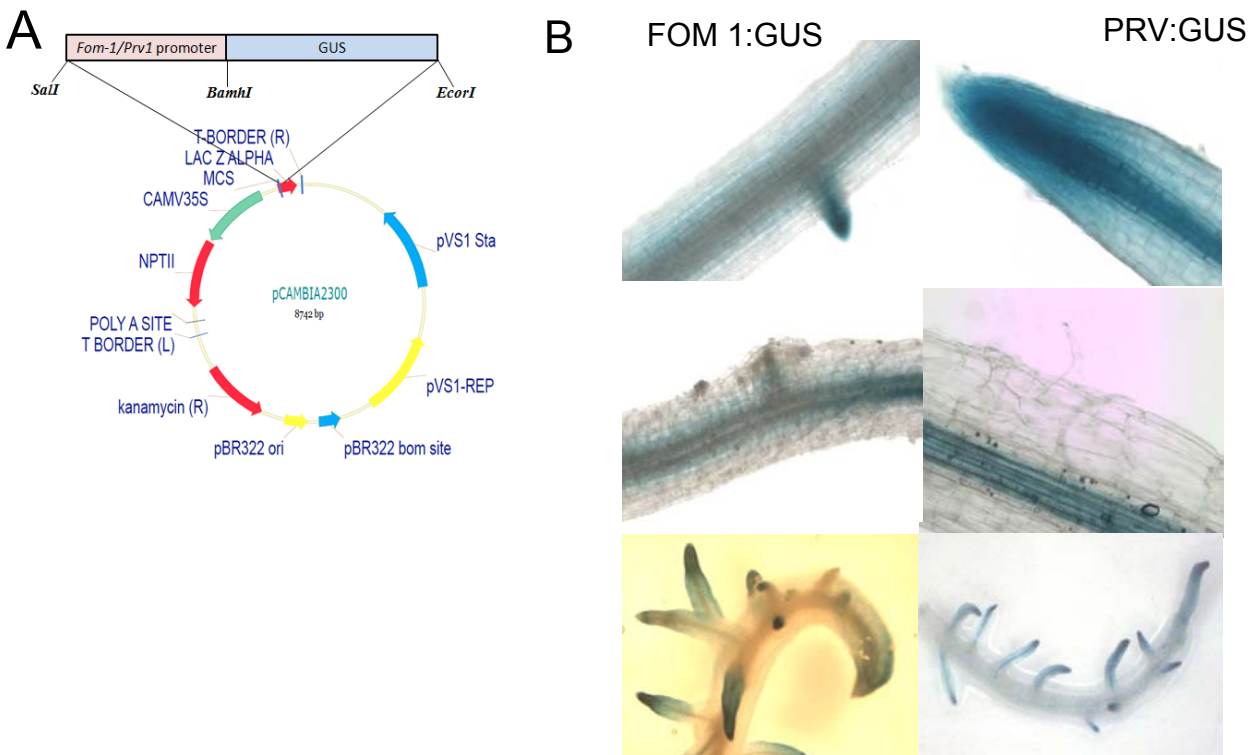 A
Fom-1/Prv1 promoter
GUS
SalI
BamhI
EcorI
T-BORDER (R)
LAC Z ALPHA
MCS
CAMV35S
pVS1 Sta
NPTII
pCAMBIA2300
8742 bp
POLY A SITE
T BORDER (L)
pVS1-REP
kanamycin (R)
pBR322 ori
pBR322 bom site
B
FOM 1:GUS
PRV:GUS